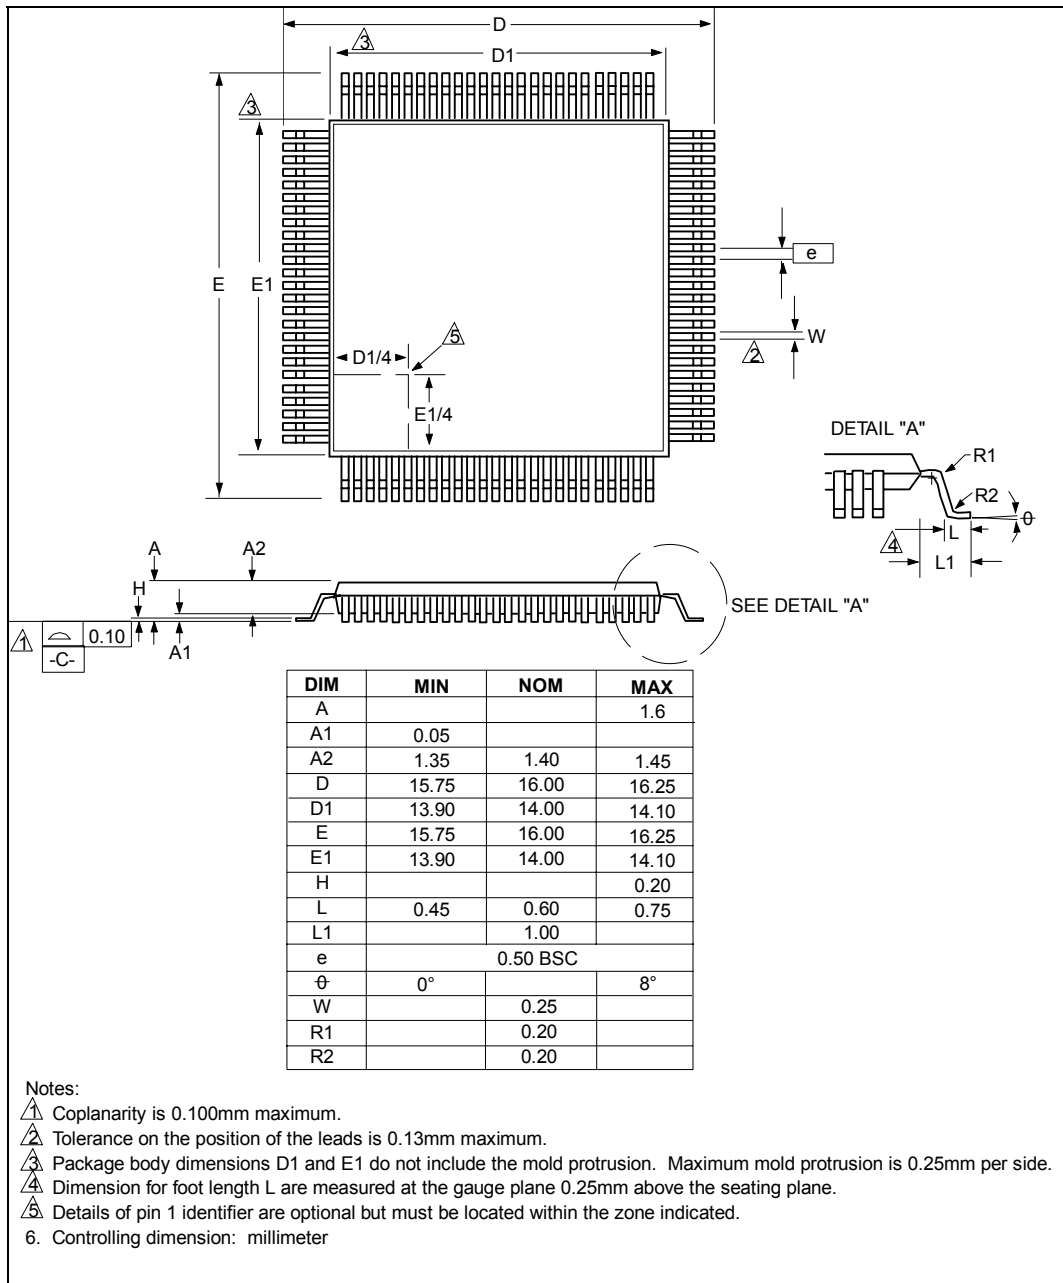 D
3
D1
3
E
E1
e
W
2
5
D1/4
E1/4
DETAIL "A"
R1
R2
θ
L
4
L1
A
A2
H
SEE DETAIL "A"
1
0.10
-C-
A1
DIM MIN NOM MAX
A 1.6
A1 0.05
A2 1.35 1.40 1.45
D 15.75 16.00 16.25
D1 13.90 14.00 14.10
E 15.75 16.00 16.25
E1 13.90 14.00 14.10
H 0.20
L 0.45 0.60 0.75
L1 1.00
e 0.50 BSC
θ 0° 8°
W 0.25
R1 0.20
R2 0.20
Notes:
1 Coplanarity is 0.100mm maximum.
2 Tolerance on the position of the leads is 0.13mm maximum.
3 Package body dimensions D1 and E1 do not include the mold protrusion. Maximum mold protrusion is 0.25mm per side.
4 Dimension for foot length L are measured at the gauge plane 0.25mm above the seating plane.
5 Details of pin 1 identifier are optional but must be located within the zone indicated.
6. Controlling dimension: millimeter